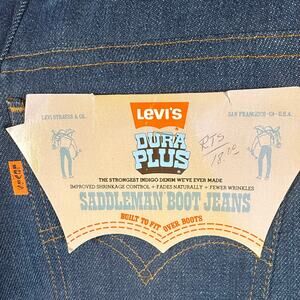 LEVI'S
LEVI STRAUSS & CO.
SAN FRANCISCO-CA-U.S.A.
DURA
PLUS
RTS
THE STRONGEST INDIGO DENIM WE'VE EVER MADE
IMPROVED SHRINKAGE CONTROL + FADES NATURALLY + FEWER WRINKLES
SADDLEMAN BOOT JEANS
BUILT TO FIT OVER BOOTS